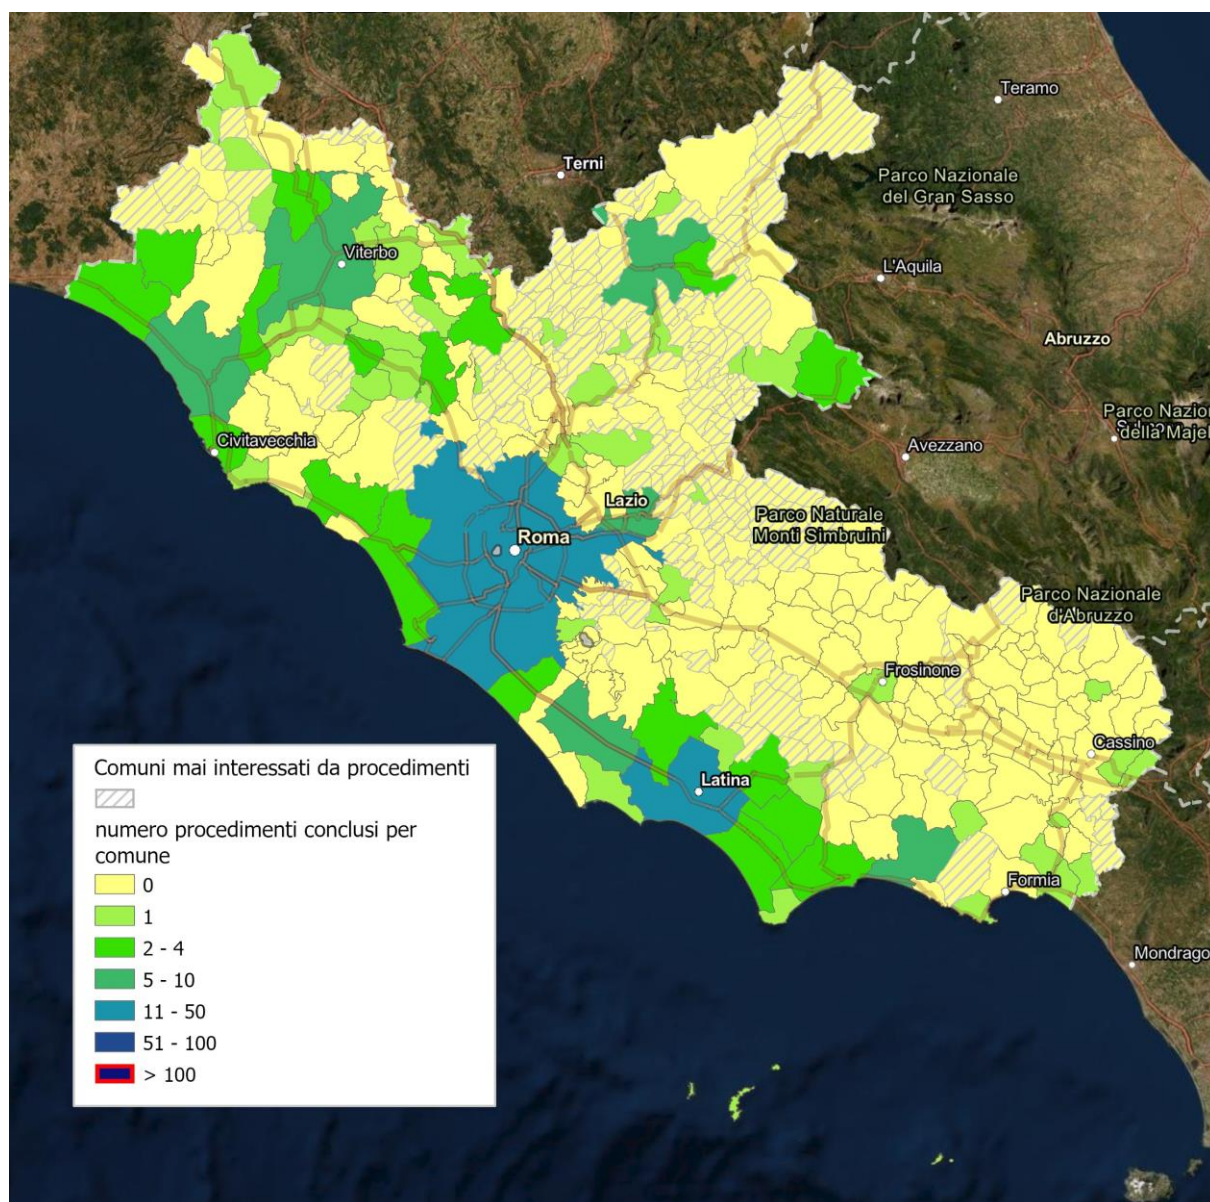 Teramo
Terni
Parco Nazionale
del Gran Sasso
Viterbo
L'Aquila
Abruzzo
Parco Nazion
della Majel
Civitavecchia
Avezzano
Lazio
Parco Naturale
Monti Simbruini
Roma
Parco Nazionale
d'Abruzzo
Frosinone
Cassino
Latina
Formia
Mondrago
Comuni mai interessati da procedimenti
numero procedimenti conclusi per
comune
0
1
2 - 4
5 - 10
11 - 50
51 - 100
> 100